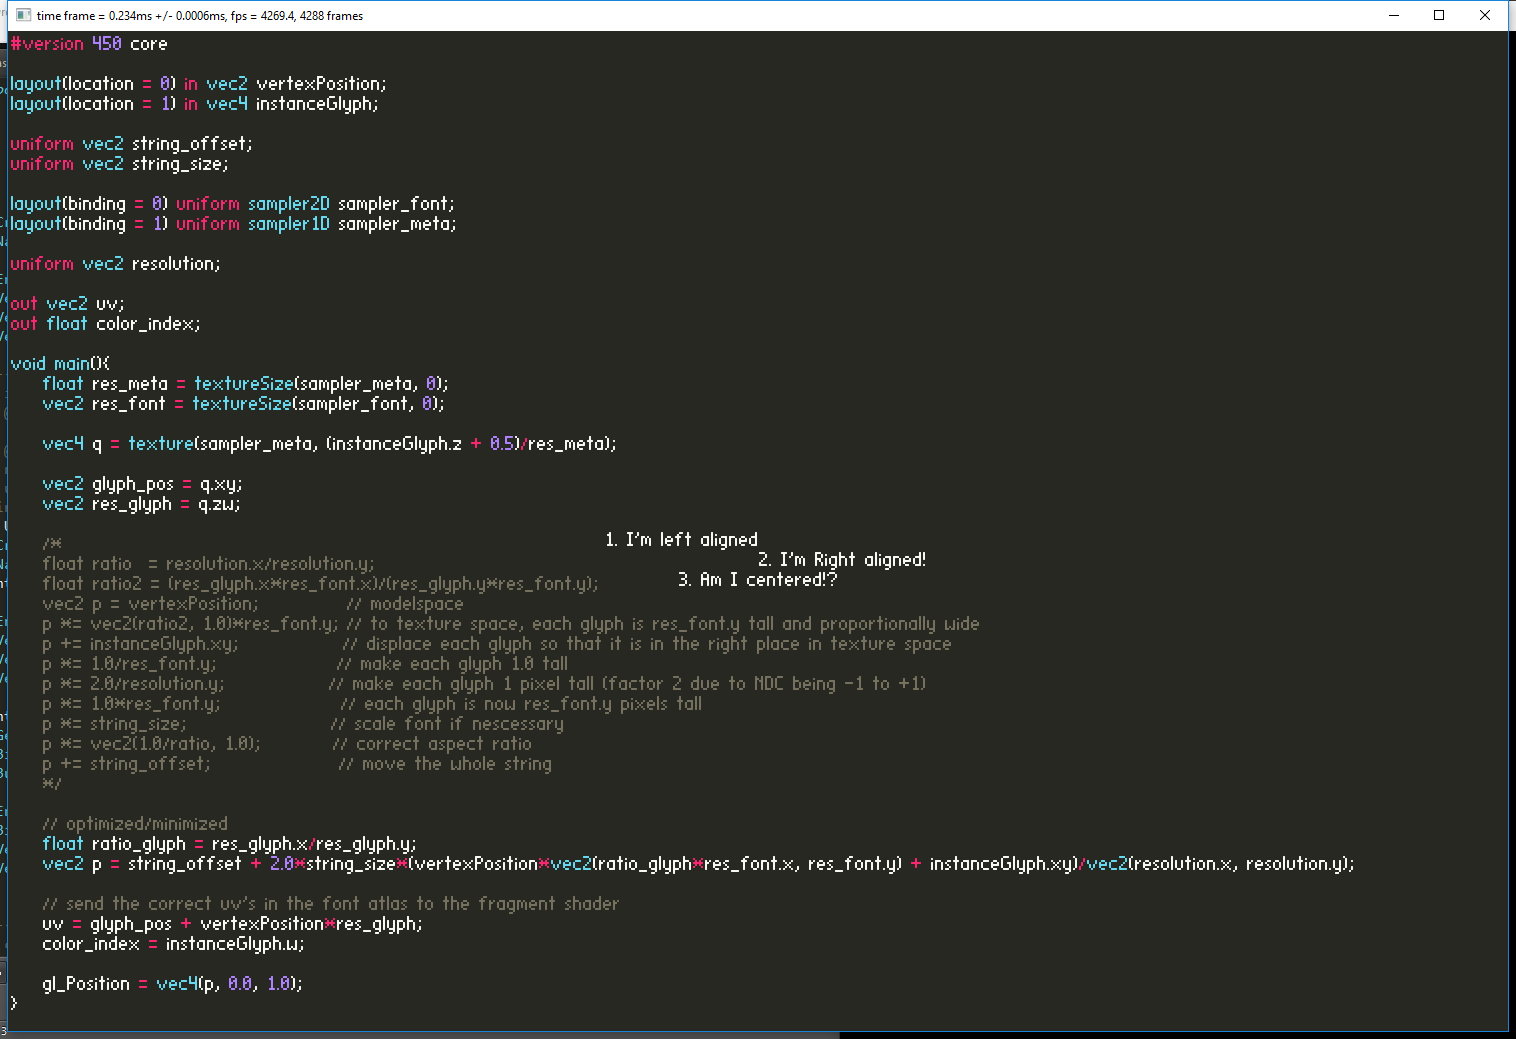 time frame = 0.234ms +/- 0.0006ms, fps = 4269.4, 4288 frames
#version 450 core
layout(location = 0) in vec2 vertexPosition;
layout(location = 1) in vec4 instanceGlyph;
uniform vec2 string_offset;
uniform vec2 string_size;
layout(binding = 0) uniform sampler2D sampler_font;
layout(binding = 1) uniform sampler1D sampler_meta;
uniform vec2 resolution;
out vec2 uv;
out float color_index;
void main(){
float res_meta = textureSize(sampler_meta, 0);
vec2 res_font = textureSize(sampler_font, 0);
vec4 q = texture(sampler_meta, (instanceGlyph.z + 0.5)/res_meta);
vec2 glyph_pos = q.xy;
vec2 res_glyph = q.zw;
1. I'm left aligned
2. I'm Right aligned!
3. Am I centered!?
/*
float ratio  = resolution.x/resolution.y;
float ratio2 = (res_glyph.x*res_font.x)/(res_glyph.y*res_font.y);
vec2 p = vertexPosition; // modelspace
p *= vec2(ratio2, 1.0)*res_font.y; // to texture space, each glyph is res_font.y tall and proportionally wide
p += instanceGlyph.xy; // displace each glyph so that it is in the right place in texture space
p *= 1.0/res_font.y; // make each glyph 1.0 tall
p *= 2.0/resolution.y; // make each glyph 1 pixel tall (factor 2 due to NDC being -1 to +1)
p *= 1.0*res_font.y; // each glyph is now res_font.y pixels tall
p *= string_size; // scale font if nescessary
p *= vec2(1.0/ratio, 1.0); // correct aspect ratio
p += string_offset; // move the whole string
*/
// optimized/minimized
float ratio_glyph = res_glyph.x/res_glyph.y;
vec2 p = string_offset + 2.0*string_size*(vertexPosition*vec2(ratio_glyph*res_font.x, res_font.y) + instanceGlyph.xy)/vec2(resolution.x, resolution.y);
// send the correct uv's in the font atlas to the fragment shader
uv = glyph_pos + vertexPosition*res_glyph;
color_index = instanceGlyph.w;
gl_Position = vec4(p, 0.0, 1.0);
}